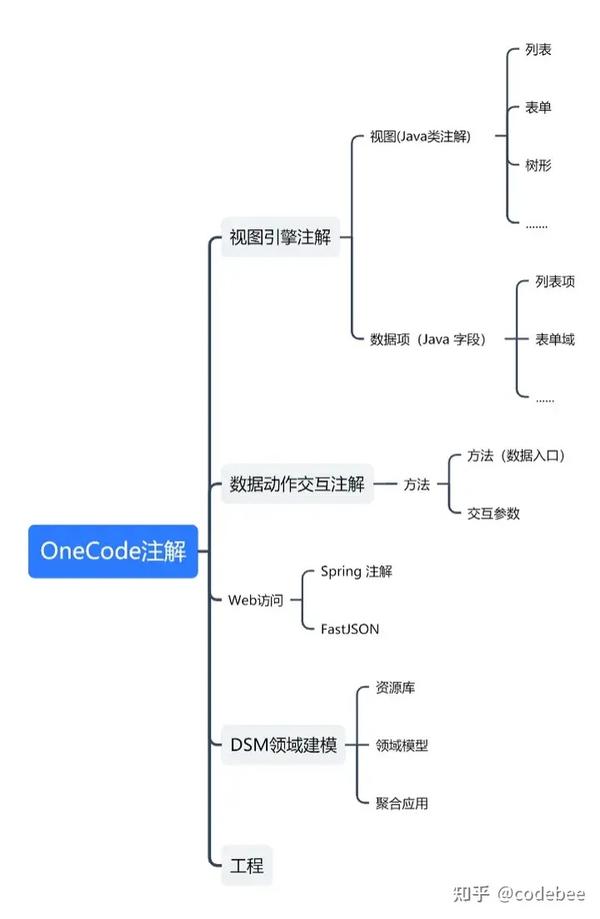 列表
表单
视图(Java类注解)
树形
.......
视图引擎注解
列表项
数据项（Java 字段）
表单域
......
方法（数据入口）
数据动作交互注解
方法
交互参数
OneCode注解
Spring 注解
Web访问
FastJSON
资源库
DSM领域建模
领域模型
聚合应用
工程
知乎 @codebee